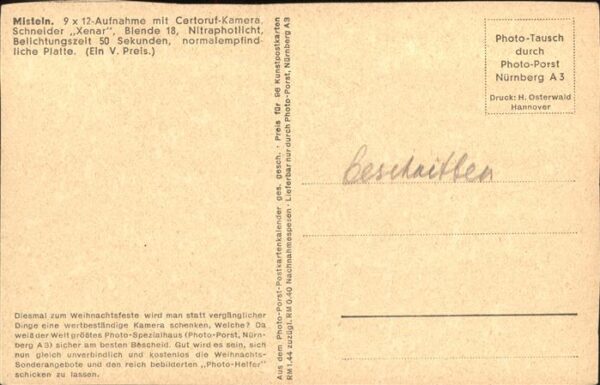 Misteln. 9 x 12-Aufnahme mit Certoruf-Kamera,
Schneider „Xenar", Blende 18, Nitraphotlicht,
Belichtungszeit 50 Sekunden, normalempfind-
liche Platte. (Ein V. Preis.)
Diesmal zum Weihnachtsfeste wird man statt vergänglicher
Dinge eine wertbeständige Kamera schenken, Welche? Da
weiß der Welt größtes Photo-Spezialhaus (Photo-Porst, Nürn-
berg A 3) sicher am besten Bescheid. Gut wird es sein, sich
nun gleich unverbindlich und kostenlos die Weihnachts-
Sonderangebote und den reich bebilderten „Photo-Helfer"
schicken zu lassen.
Aus dem Photo-Porst-Postkartenkalender ges. gesch. · Preis für 96 Kunstpostkarten
RM 1.44 zuzügl. RM 0.40 Nachnahmespesen · Lieferbar nur durch Photo-Porst, Nürnberg A 3
Photo-Tausch
durch
Photo-Porst
Nürnberg A 3
Druck: H. Osterwald
Hannover
beschnitten